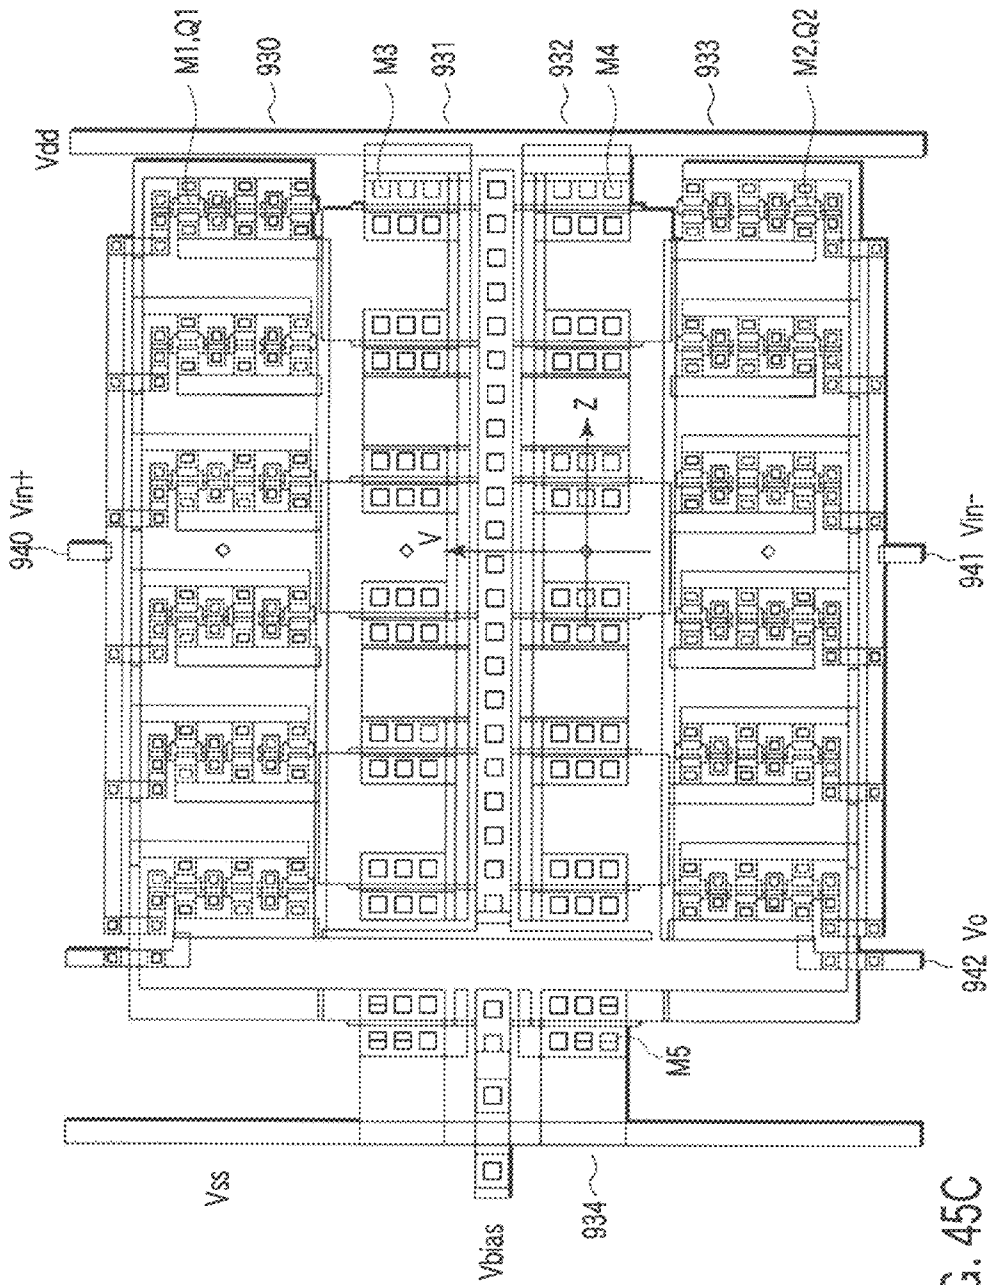 Vdd
M1,Q1
930
M3
931
932
M4
933
M2,Q2
940 Vin+
V
Z
941 Vin-
942 Vo
M5
Vss
Vbias
934
G. 45C